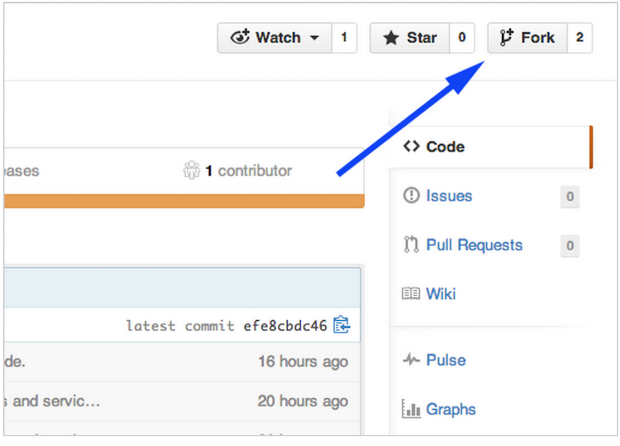 Watch 1 Star 0 Fork 2
Code
eases 1 contributor
Issues 0
Pull Requests 0
Wiki
latest commit efe8cbdc46
de. 16 hours ago
Pulse
s and servic... 20 hours ago
Graphs